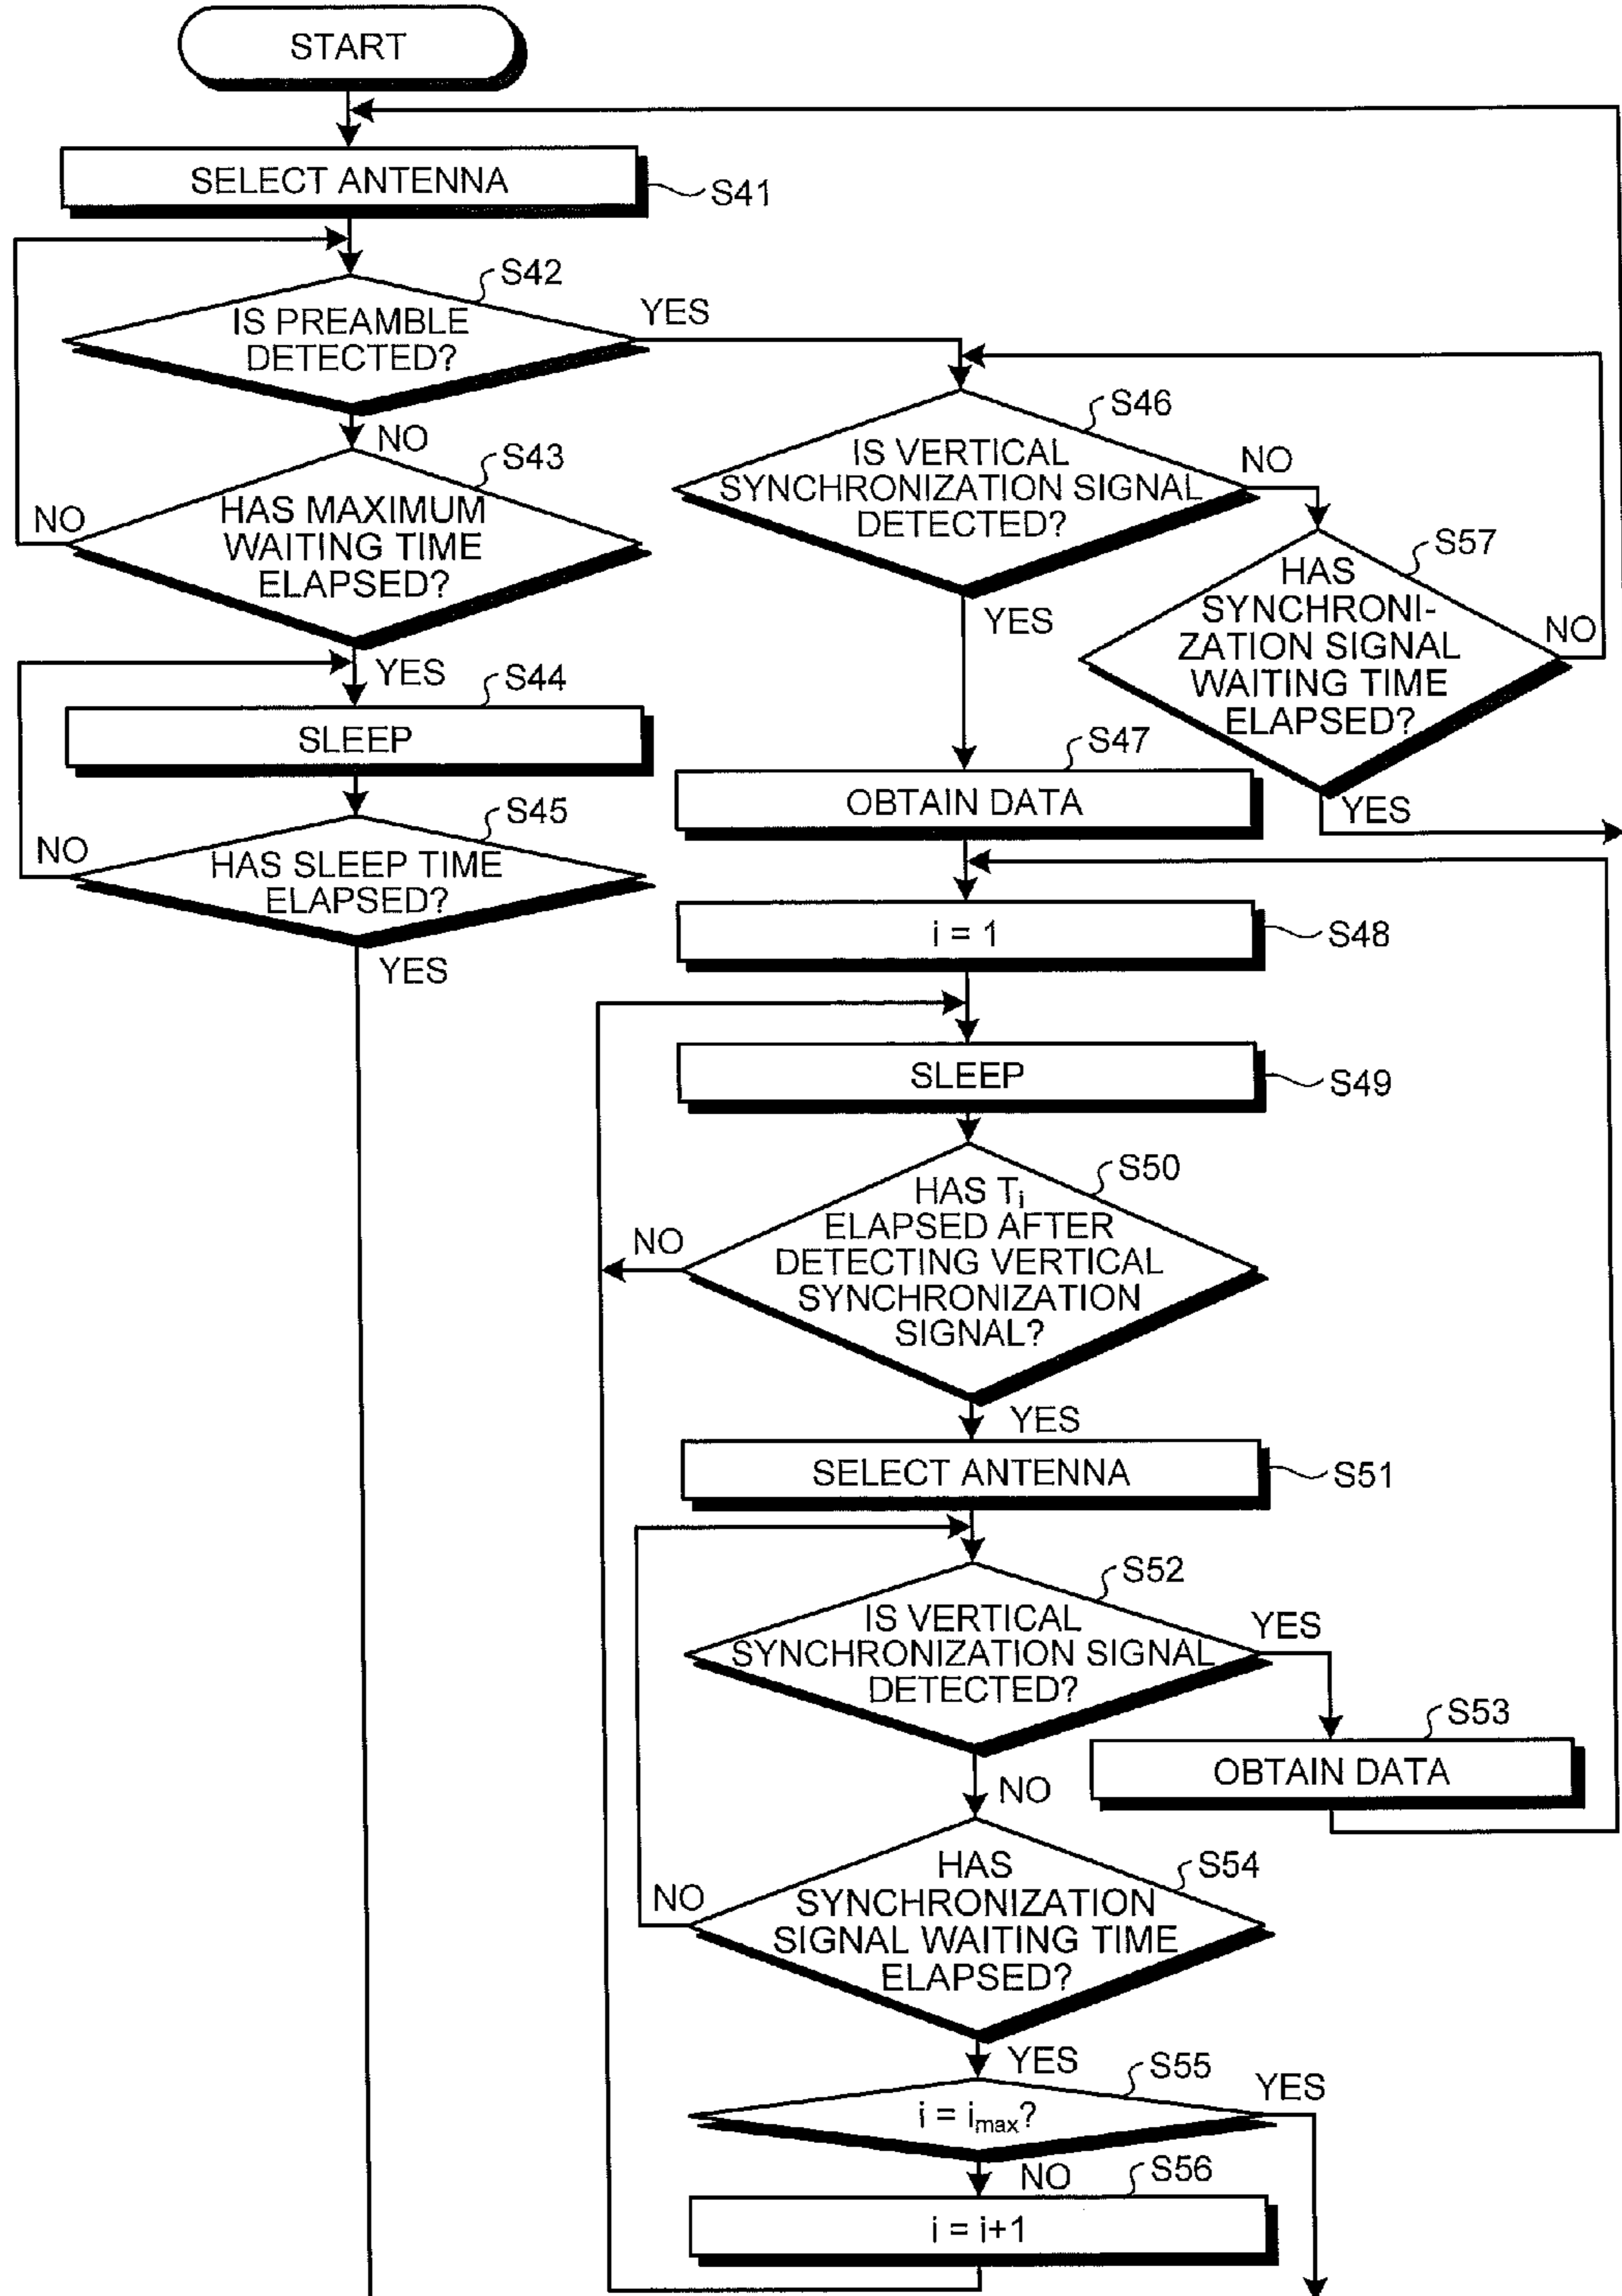 START
SELECT ANTENNA
S41
S42
IS PREAMBLE
DETECTED?
YES
NO
S43
HAS MAXIMUM
WAITING TIME
ELAPSED?
NO
YES
S44
SLEEP
S45
HAS SLEEP TIME
ELAPSED?
NO
YES
S46
IS VERTICAL
SYNCHRONIZATION SIGNAL
DETECTED?
NO
YES
S57
HAS
SYNCHRONI-
ZATION SIGNAL
WAITING TIME
ELAPSED?
NO
YES
S47
OBTAIN DATA
i = 1
S48
SLEEP
S49
S50
HAS Ti
ELAPSED AFTER
DETECTING VERTICAL
SYNCHRONIZATION
SIGNAL?
NO
YES
SELECT ANTENNA
S51
S52
IS VERTICAL
SYNCHRONIZATION SIGNAL
DETECTED?
YES
NO
S53
OBTAIN DATA
S54
HAS
SYNCHRONIZATION
SIGNAL WAITING TIME
ELAPSED?
NO
YES
S55
i = imax?
YES
NO
S56
i = i+1